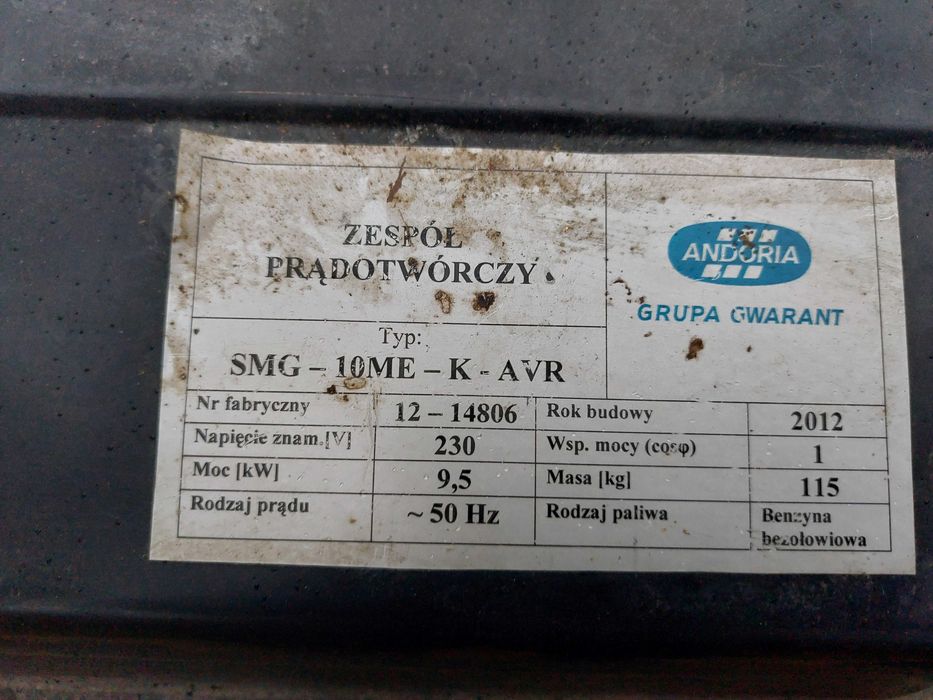 ZESPÓŁ
PRĄDOTWÓRCZY
ANDORIA
GRUPA GWARANT
Typ:
SMG – 10ME – K - AVR
Nr fabryczny 12 – 14806 Rok budowy 2012
Napięcie znam.[V] 230 Wsp. mocy (cosφ) 1
Moc [kW] 9,5 Masa [kg] 115
Rodzaj prądu ~ 50 Hz Rodzaj paliwa Benzyna
bezołowiowa